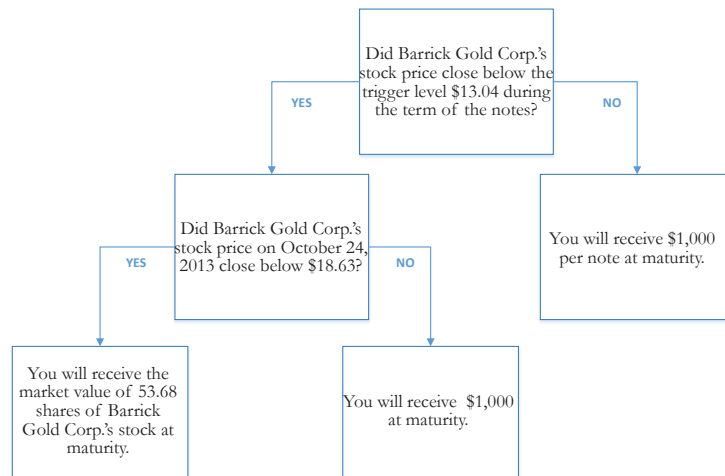 Did Barrick Gold Corp.'s
stock price close below the
trigger level $13.04 during
the term of the notes?
YES
NO
Did Barrick Gold Corp.'s
stock price on October 24,
2013 close below $18.63?
You will receive $1,000
per note at maturity.
YES
NO
You will receive the
market value of 53.68
shares of Barrick
Gold Corp.'s stock at
maturity.
You will receive $1,000
at maturity.